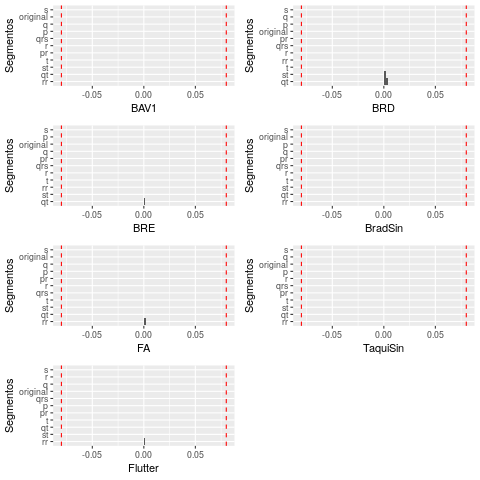 Segmentos
s
original
q
p
qrs
r
pr
t
st
qt
rr
-0.05 0.00 0.05
BAV1
Segmentos
s
q
p
original
pr
qrs
r
t
st
qt
rr
-0.05 0.00 0.05
BRD
Segmentos
s
p
original
q
pr
qrs
r
t
st
rr
qt
-0.05 0.00 0.05
BRE
Segmentos
s
original
p
q
pr
qrs
r
t
st
qt
rr
-0.05 0.00 0.05
BradSin
Segmentos
s
original
q
p
pr
r
qrs
t
st
qt
rr
-0.05 0.00 0.05
FA
Segmentos
s
q
original
p
r
qrs
pr
t
st
qt
rr
-0.05 0.00 0.05
TaquiSin
Segmentos
s
r
q
original
qrs
p
pr
t
qt
st
rr
-0.05 0.00 0.05
Flutter